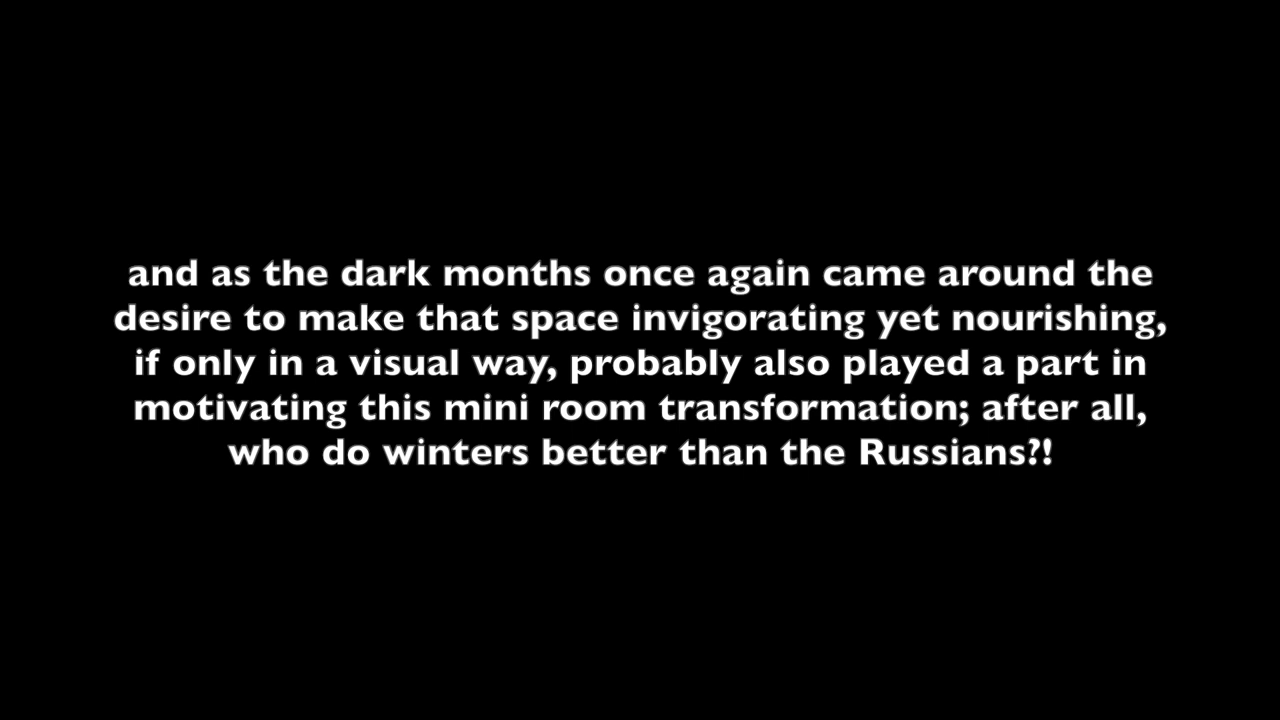 and as the dark months once again came around the
desire to make that space invigorating yet nourishing,
if only in a visual way, probably also played a part in
motivating this mini room transformation; after all,
who do winters better than the Russians?!